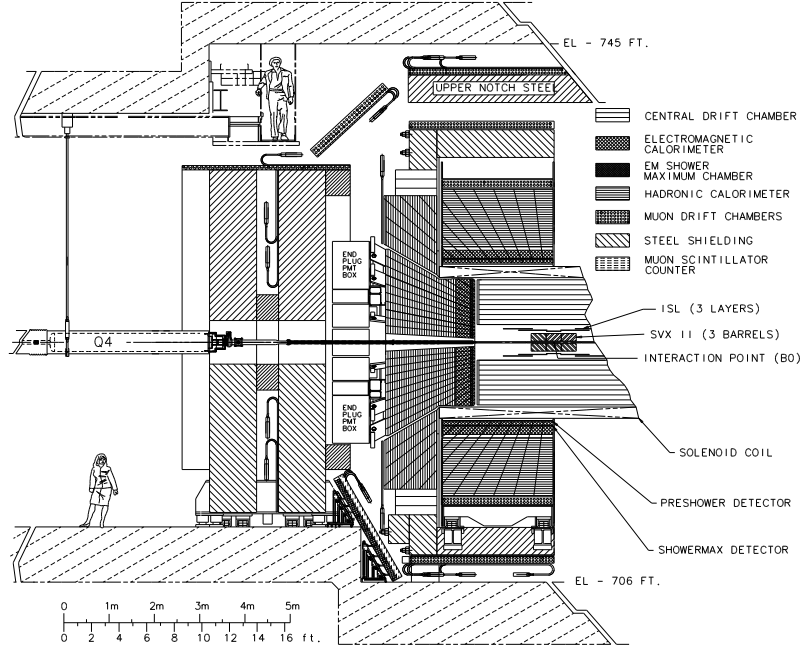 EL - 745 FT.
UPPER NOTCH STEEL
CENTRAL DRIFT CHAMBER
ELECTROMAGNETIC
CALORIMETER
EM SHOWER
MAXIMUM CHAMBER
HADRONIC CALORIMETER
MUON DRIFT CHAMBERS
STEEL SHIELDING
MUON SCINTILLATOR
COUNTER
END
PLUG
PMT
BOX
ISL (3 LAYERS)
SVX II (3 BARRELS)
INTERACTION POINT (B0)
Q4
END
PLUG
PMT
BOX
SOLENOID COIL
PRESHOWER DETECTOR
SHOWERMAX DETECTOR
EL - 706 FT.
0 1m 2m 3m 4m 5m
0 2 4 6 8 10 12 14 16 ft.